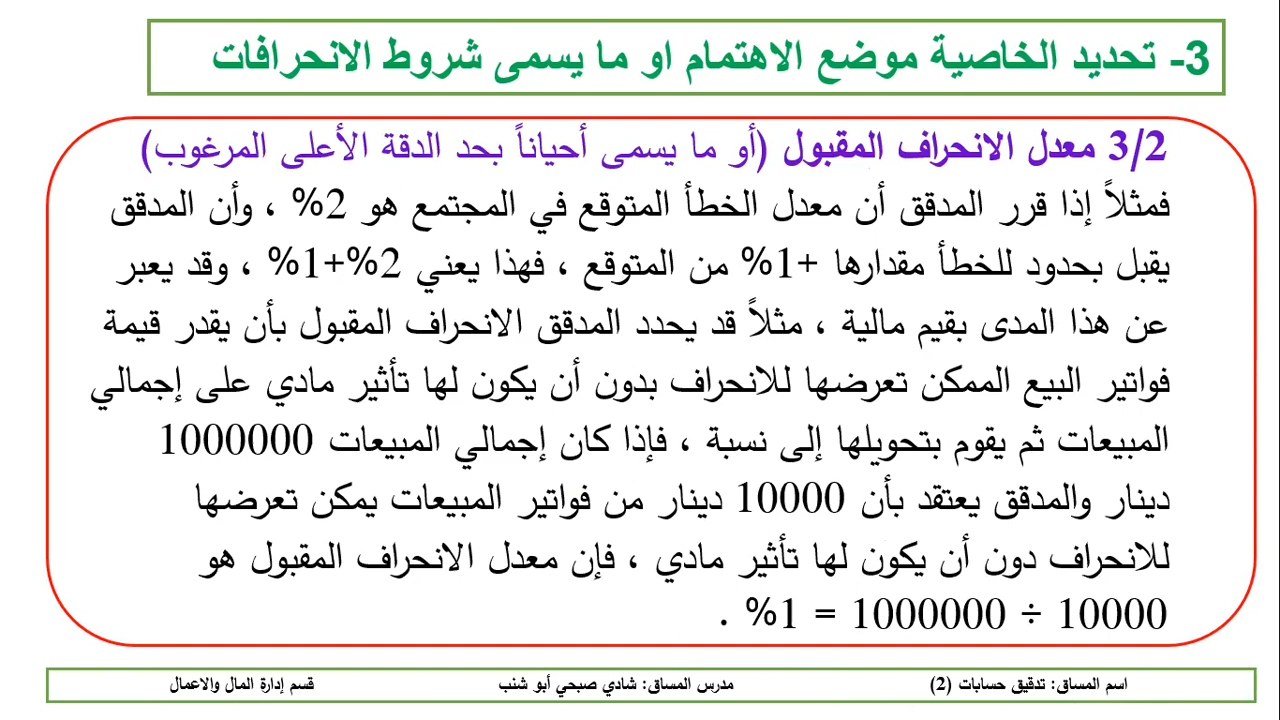 3- تحديد الخاصية موضع الاهتمام او ما يسمى شروط الانحرافات
3/2 معدل الانحراف المقبول (أو ما يسمى أحياناً بحد الدقة الأعلى المرغوب)
فمثلاً إذا قرر المدقق أن معدل الخطأ المتوقع في المجتمع هو 2% ، وأن المدقق
يقبل بحدود للخطأ مقدارها +1% من المتوقع ، فهذا يعني 2%+1% ، وقد يعبر
عن هذا المدى بقيم مالية ، مثلاً قد يحدد المدقق الانحراف المقبول بأن يقدر قيمة
فواتير البيع الممكن تعرضها للانحراف بدون أن يكون لها تأثير مادي على إجمالي
المبيعات ثم يقوم بتحويلها إلى نسبة ، فإذا كان إجمالي المبيعات 1000000
دينار والمدقق يعتقد بأن 10000 دينار من فواتير المبيعات يمكن تعرضها
للانحراف دون أن يكون لها تأثير مادي ، فإن معدل الانحراف المقبول هو
10000 ÷ 1000000 = 1% .
اسم المساق: تدقيق حسابات (2) مدرس المساق: شادي صبحي أبو شنب قسم إدارة المال والاعمال